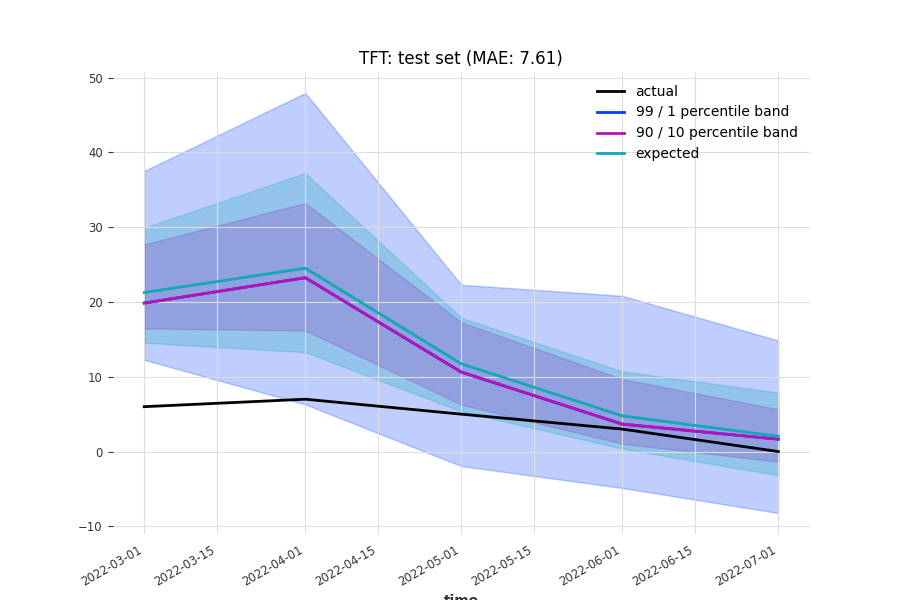 TFT: test set (MAE: 7.61)
actual
99 / 1 percentile band
90 / 10 percentile band
expected
50
40
30
20
10
0
−10
2022-03-01
2022-03-15
2022-04-01
2022-04-15
2022-05-01
2022-05-15
2022-06-01
2022-06-15
2022-07-01
time